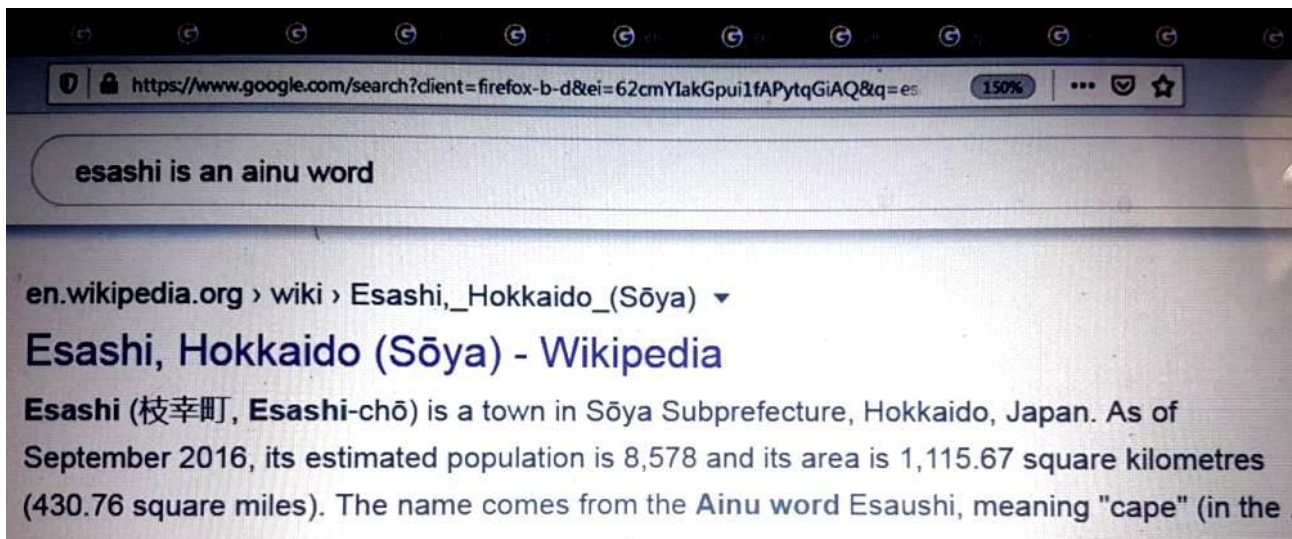 https://www.google.com/search?client=firefox-b-d&ei=62cmYIakGpui1fAPytqGiAQ&q=es
150%
esashi is an ainu word
en.wikipedia.org › wiki › Esashi,_Hokkaido_(Sōya)
Esashi, Hokkaido (Sōya) - Wikipedia
Esashi (枝幸町, Esashi-chō) is a town in Sōya Subprefecture, Hokkaido, Japan. As of
September 2016, its estimated population is 8,578 and its area is 1,115.67 square kilometres
(430.76 square miles). The name comes from the Ainu word Esaushi, meaning "cape" (in the